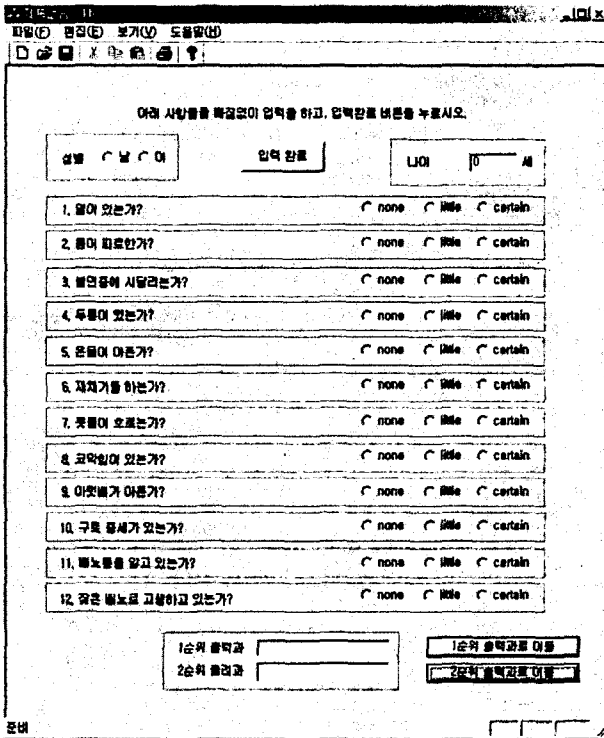 파일(F) 편집(E) 보기(V) 도움말(H)
아래 사항들을 빠짐없이 입력을 하고, 입력완료 버튼을 누르시오.
성별 남 여 입력 완료 나이 0 세
1. 열이 있는가? none little certain
2. 몸이 피로한가? none little certain
3. 불면증에 시달리는가? none little certain
4. 두통이 있는가? none little certain
5. 온몸이 아픈가? none little certain
6. 재채기를 하는가? none little certain
7. 콧물이 흐르는가? none little certain
8. 코막힘이 있는가? none little certain
9. 아랫배가 아픈가? none little certain
10. 구토 증세가 있는가? none little certain
11. 배뇨통을 앓고 있는가? none little certain
12. 잦은 배뇨로 고생하고 있는가? none little certain
1순위 출력과 1순위 출력과로 이동
2순위 출력과 2순위 출력과로 이동
준비